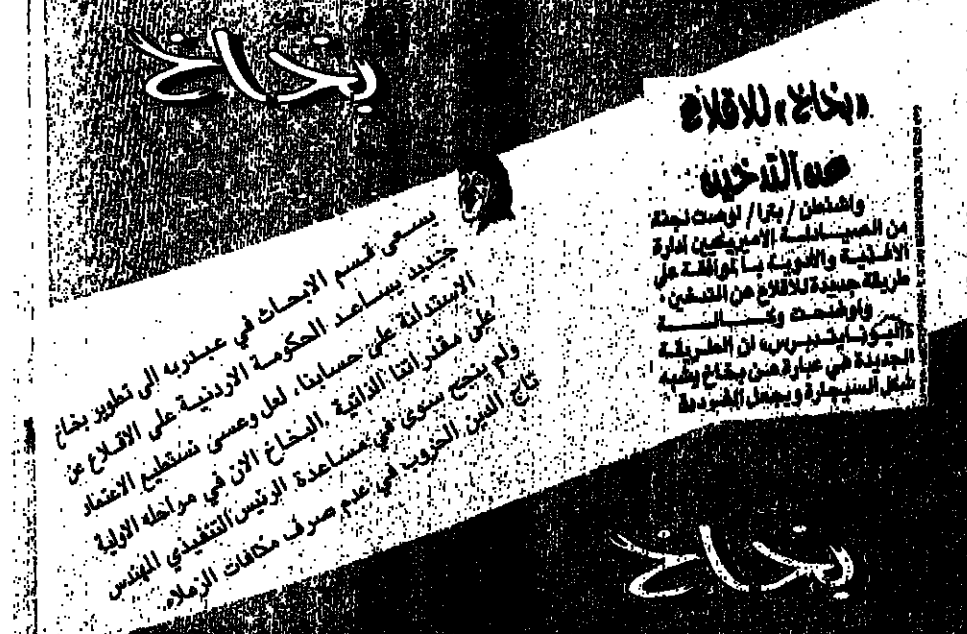 بخاخ
«بخاخ» للاقلاع
عن التدخين
واشنطن / بترا / اوصت لجنة
من الصيادلة الامريكيين ادارة
الاغذية والادوية بالموافقة على
طريقة جديدة للاقلاع عن التدخين.
واوضحت وكالة
«اليونايتدبرس» ان الطريقة
الجديدة هي عبارة عن بخاخ يشبه
شكل السيجارة ويجعل
يسعى قسم الابحاث في عبدربه الى تطوير بخاخ
جديد يساعد الحكومة الاردنية على الاقلاع عن
الاستدانة على حسابنا، لعل وعسى نستطيع الاعتماد
على مقدراتنا الذاتية. البخاخ الان في مراحله الاولية
ولم ينجح سوى في مساعدة الرئيس التنفيذي المهندس
تاج الدين الحروب في عدم صرف مكافات الزملاء.
بخاخ